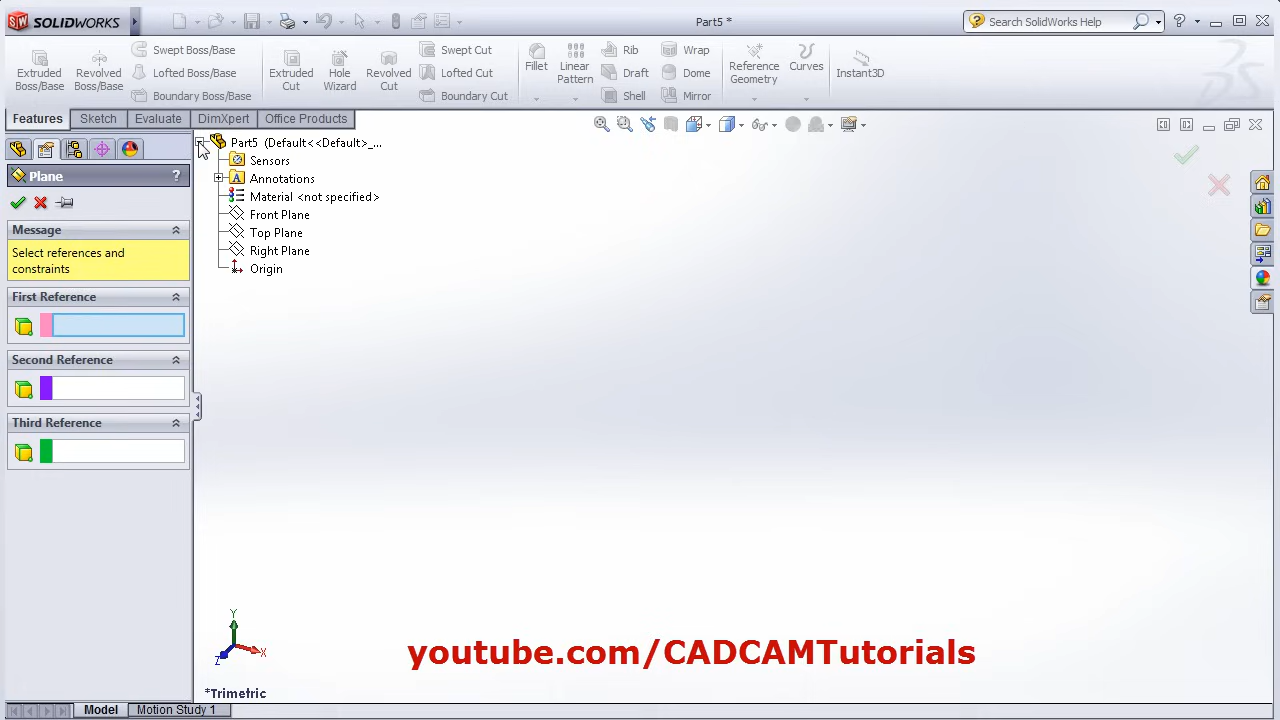 SOLIDWORKS
Part5 *
Search SolidWorks Help
Extruded Boss/Base
Revolved Boss/Base
Swept Boss/Base
Lofted Boss/Base
Boundary Boss/Base
Extruded Cut
Hole Wizard
Revolved Cut
Swept Cut
Lofted Cut
Boundary Cut
Fillet
Linear Pattern
Rib
Draft
Shell
Wrap
Dome
Mirror
Reference Geometry
Curves
Instant3D
Features
Sketch
Evaluate
DimXpert
Office Products
Plane
?
Message
Select references and
constraints
First Reference
Second Reference
Third Reference
Part5 (Default<<Default>_...
Sensors
Annotations
Material <not specified>
Front Plane
Top Plane
Right Plane
Origin
Y
X
Z
*Trimetric
youtube.com/CADCAMTutorials
Model
Motion Study 1